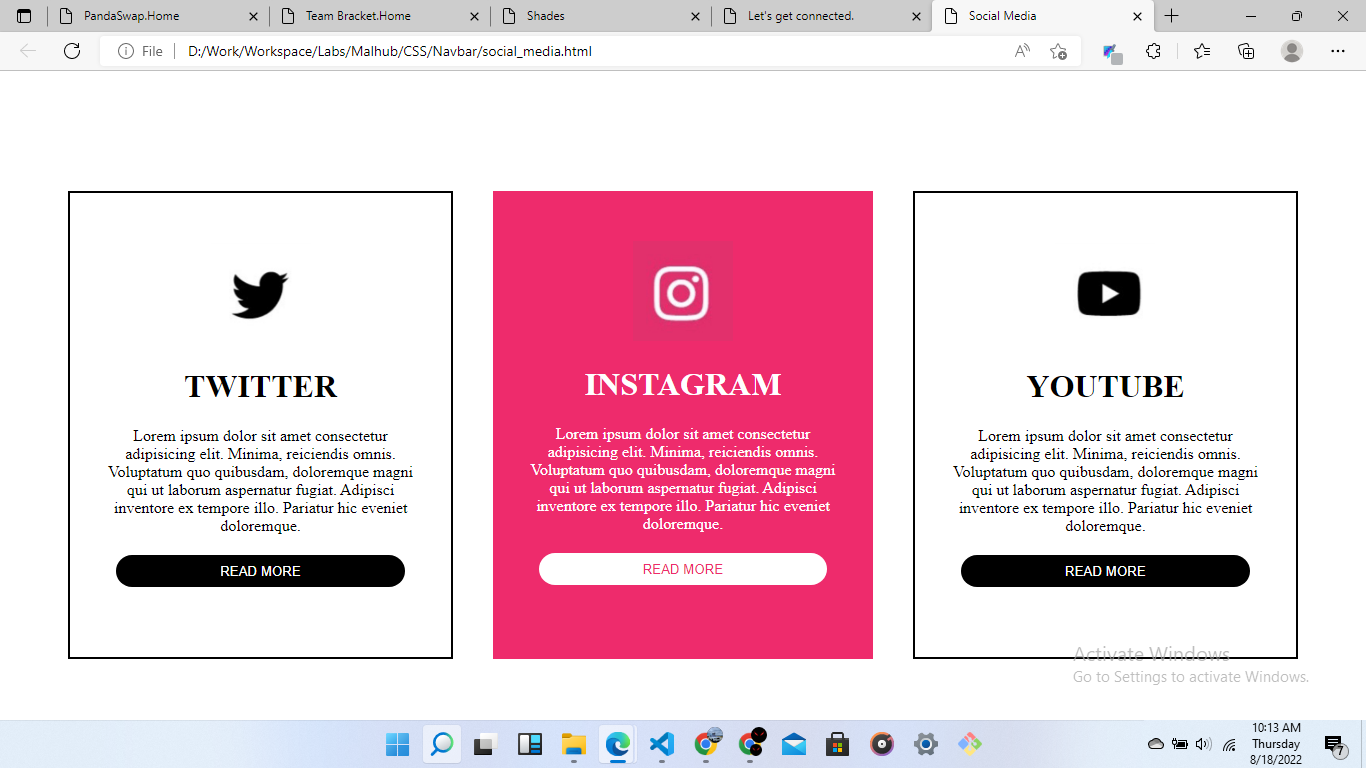 PandaSwap.Home
Team Bracket.Home
Shades
Let's get connected.
Social Media
File
D:/Work/Workspace/Labs/Malhub/CSS/Navbar/social_media.html
TWITTER
Lorem ipsum dolor sit amet consectetur
adipisicing elit. Minima, reiciendis omnis.
Voluptatum quo quibusdam, doloremque magni
qui ut laborum aspernatur fugiat. Adipisci
inventore ex tempore illo. Pariatur hic eveniet
doloremque.
READ MORE
INSTAGRAM
Lorem ipsum dolor sit amet consectetur
adipisicing elit. Minima, reiciendis omnis.
Voluptatum quo quibusdam, doloremque magni
qui ut laborum aspernatur fugiat. Adipisci
inventore ex tempore illo. Pariatur hic eveniet
doloremque.
READ MORE
YOUTUBE
Lorem ipsum dolor sit amet consectetur
adipisicing elit. Minima, reiciendis omnis.
Voluptatum quo quibusdam, doloremque magni
qui ut laborum aspernatur fugiat. Adipisci
inventore ex tempore illo. Pariatur hic eveniet
doloremque.
READ MORE
Activate Windows
Go to Settings to activate Windows.
10:13 AM
Thursday
8/18/2022
7